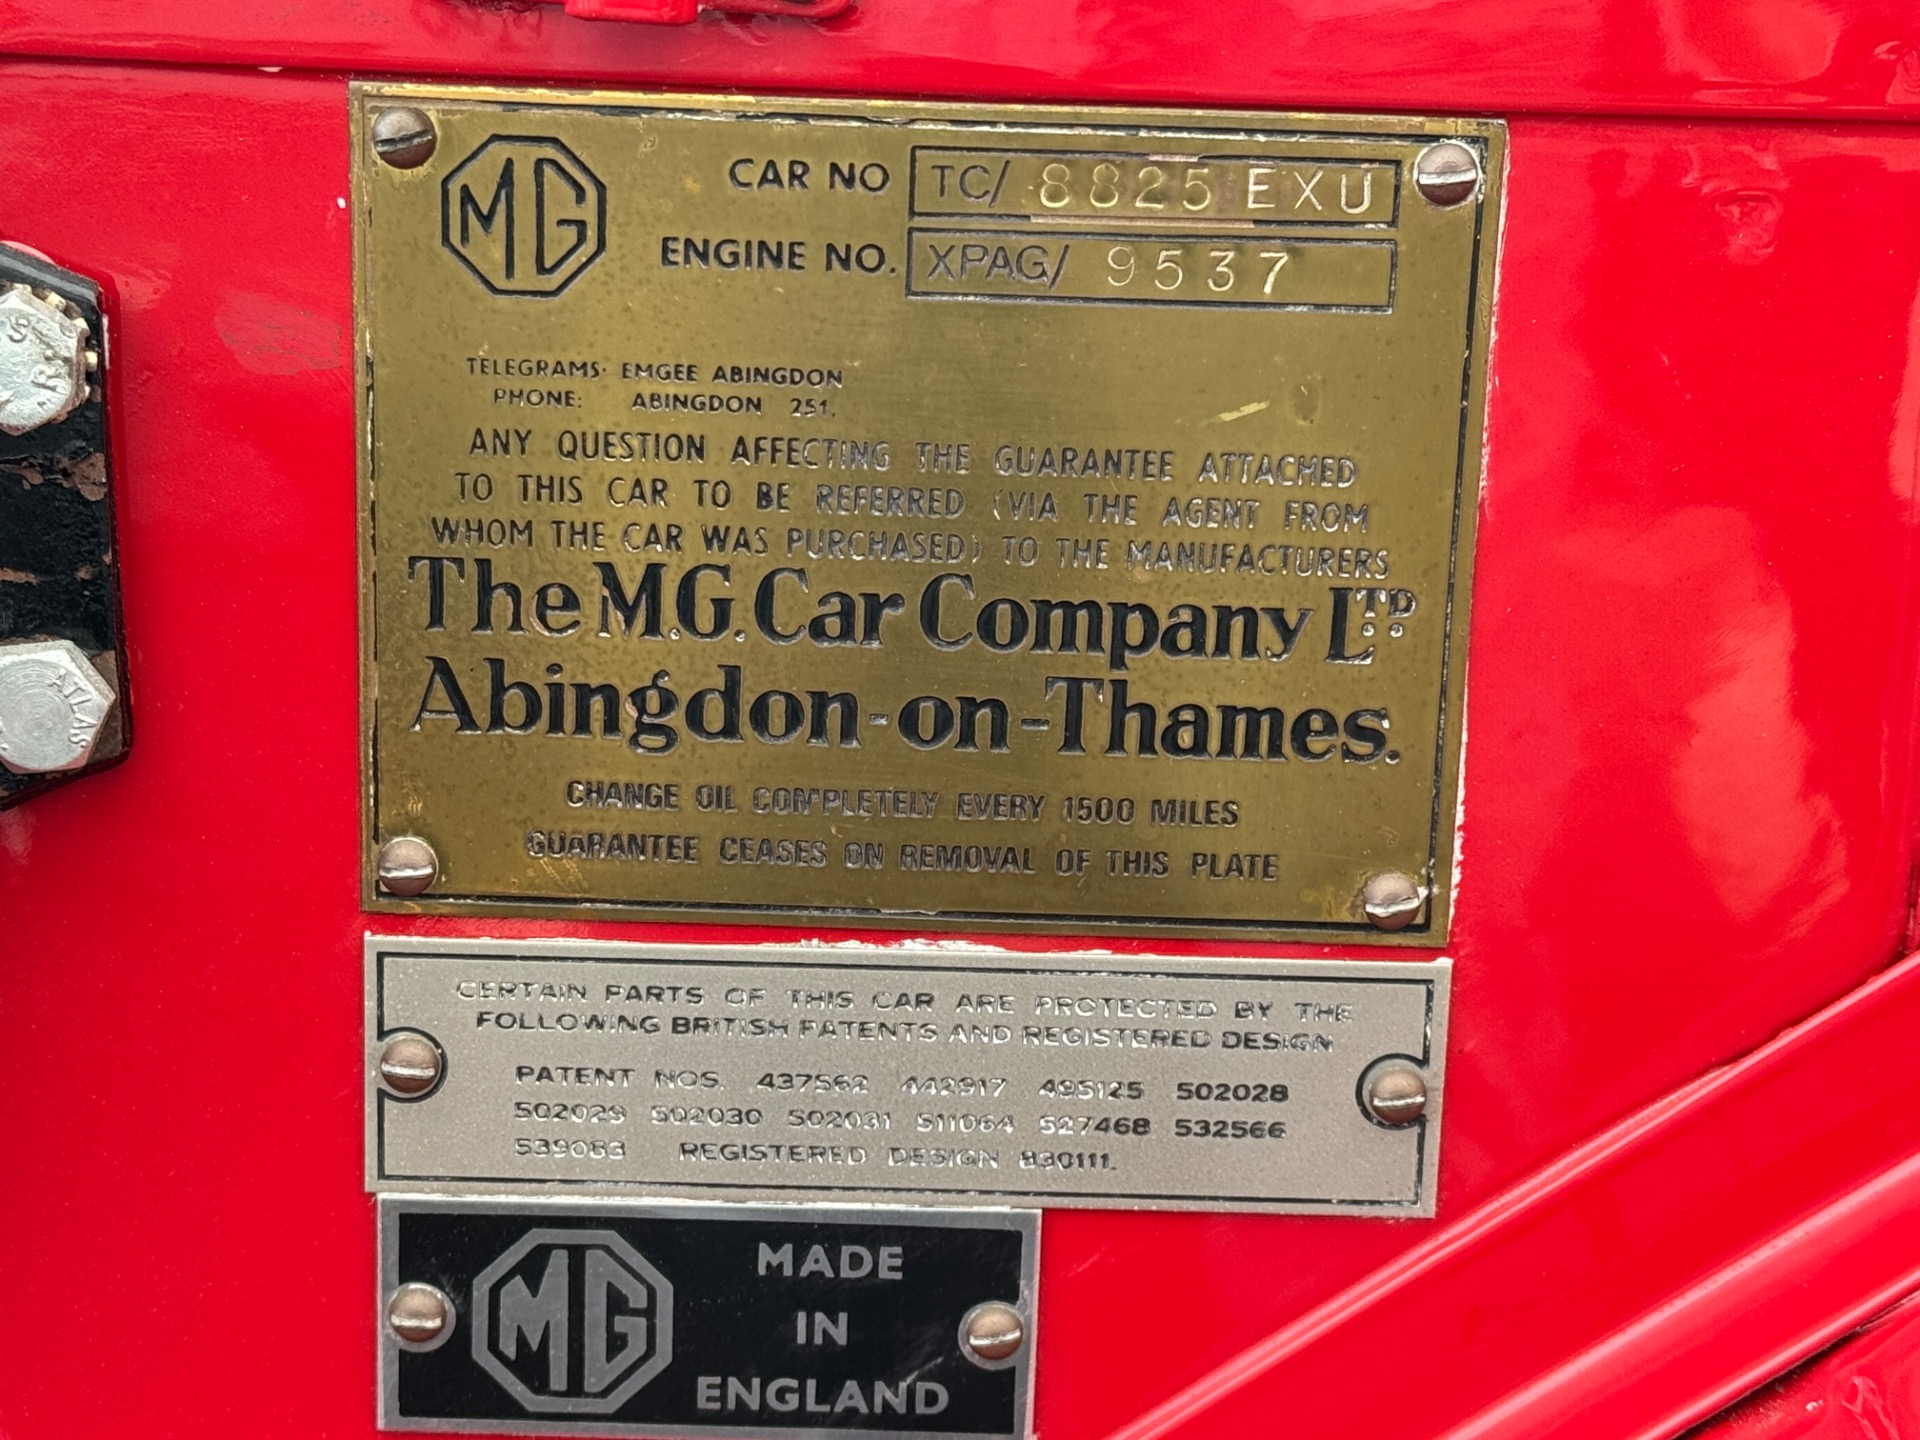 MG
CAR NO TC/ 8825 EXU
ENGINE NO. XPAG/ 9537
TELEGRAMS· EMGEE ABINGDON
PHONE: ABINGDON 251.
ANY QUESTION AFFECTING THE GUARANTEE ATTACHED
TO THIS CAR TO BE REFERRED (VIA THE AGENT FROM
WHOM THE CAR WAS PURCHASED) TO THE MANUFACTURERS
The M.G. Car Company LTD
Abingdon-on-Thames.
CHANGE OIL COMPLETELY EVERY 1500 MILES
GUARANTEE CEASES ON REMOVAL OF THIS PLATE
CERTAIN PARTS OF THIS CAR ARE PROTECTED BY THE
FOLLOWING BRITISH PATENTS AND REGISTERED DESIGN
PATENT NOS. 437562 442917 495125 502028
502029 502030 502031 511064 527468 532566
539083 REGISTERED DESIGN 830111.
MG
MADE
IN
ENGLAND
ATLAS